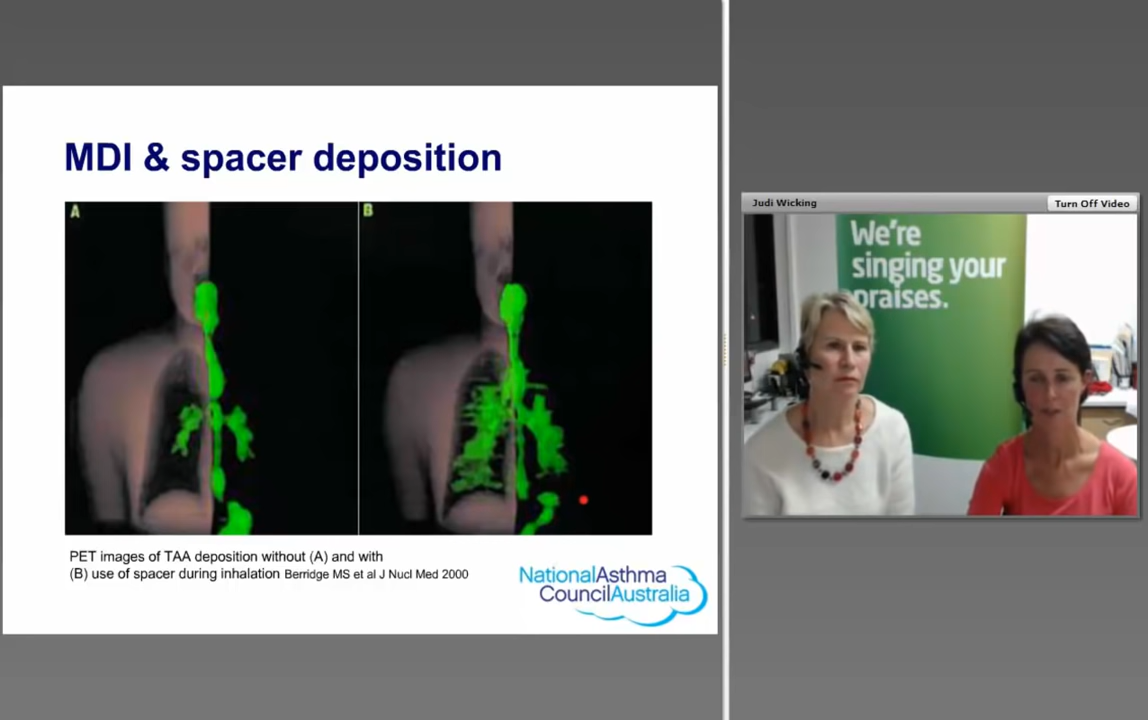 MDI & spacer deposition
A
B
PET images of TAA deposition without (A) and with
(B) use of spacer during inhalation Berridge MS et al J Nucl Med 2000
NationalAsthma
CouncilAustralia
Judi Wicking
Turn Off Video
We're
singing your
praises.